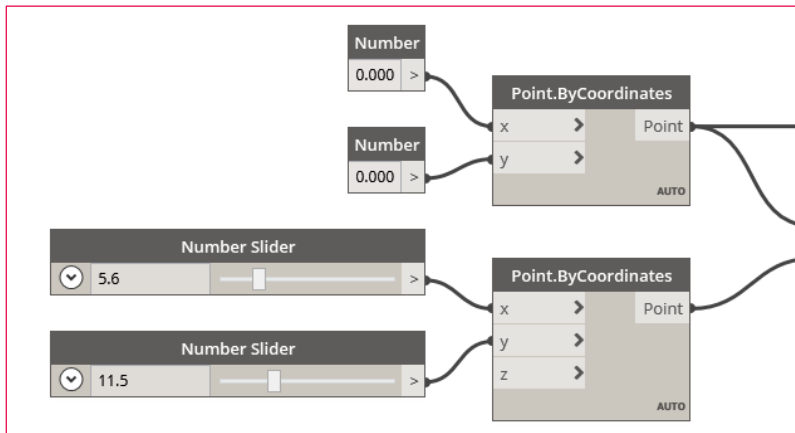 Number
0.000 >
Point.ByCoordinates
x > Point
y >
AUTO
Number
0.000 >
Number Slider
5.6 >
Point.ByCoordinates
x > Point
y >
z >
AUTO
Number Slider
11.5 >